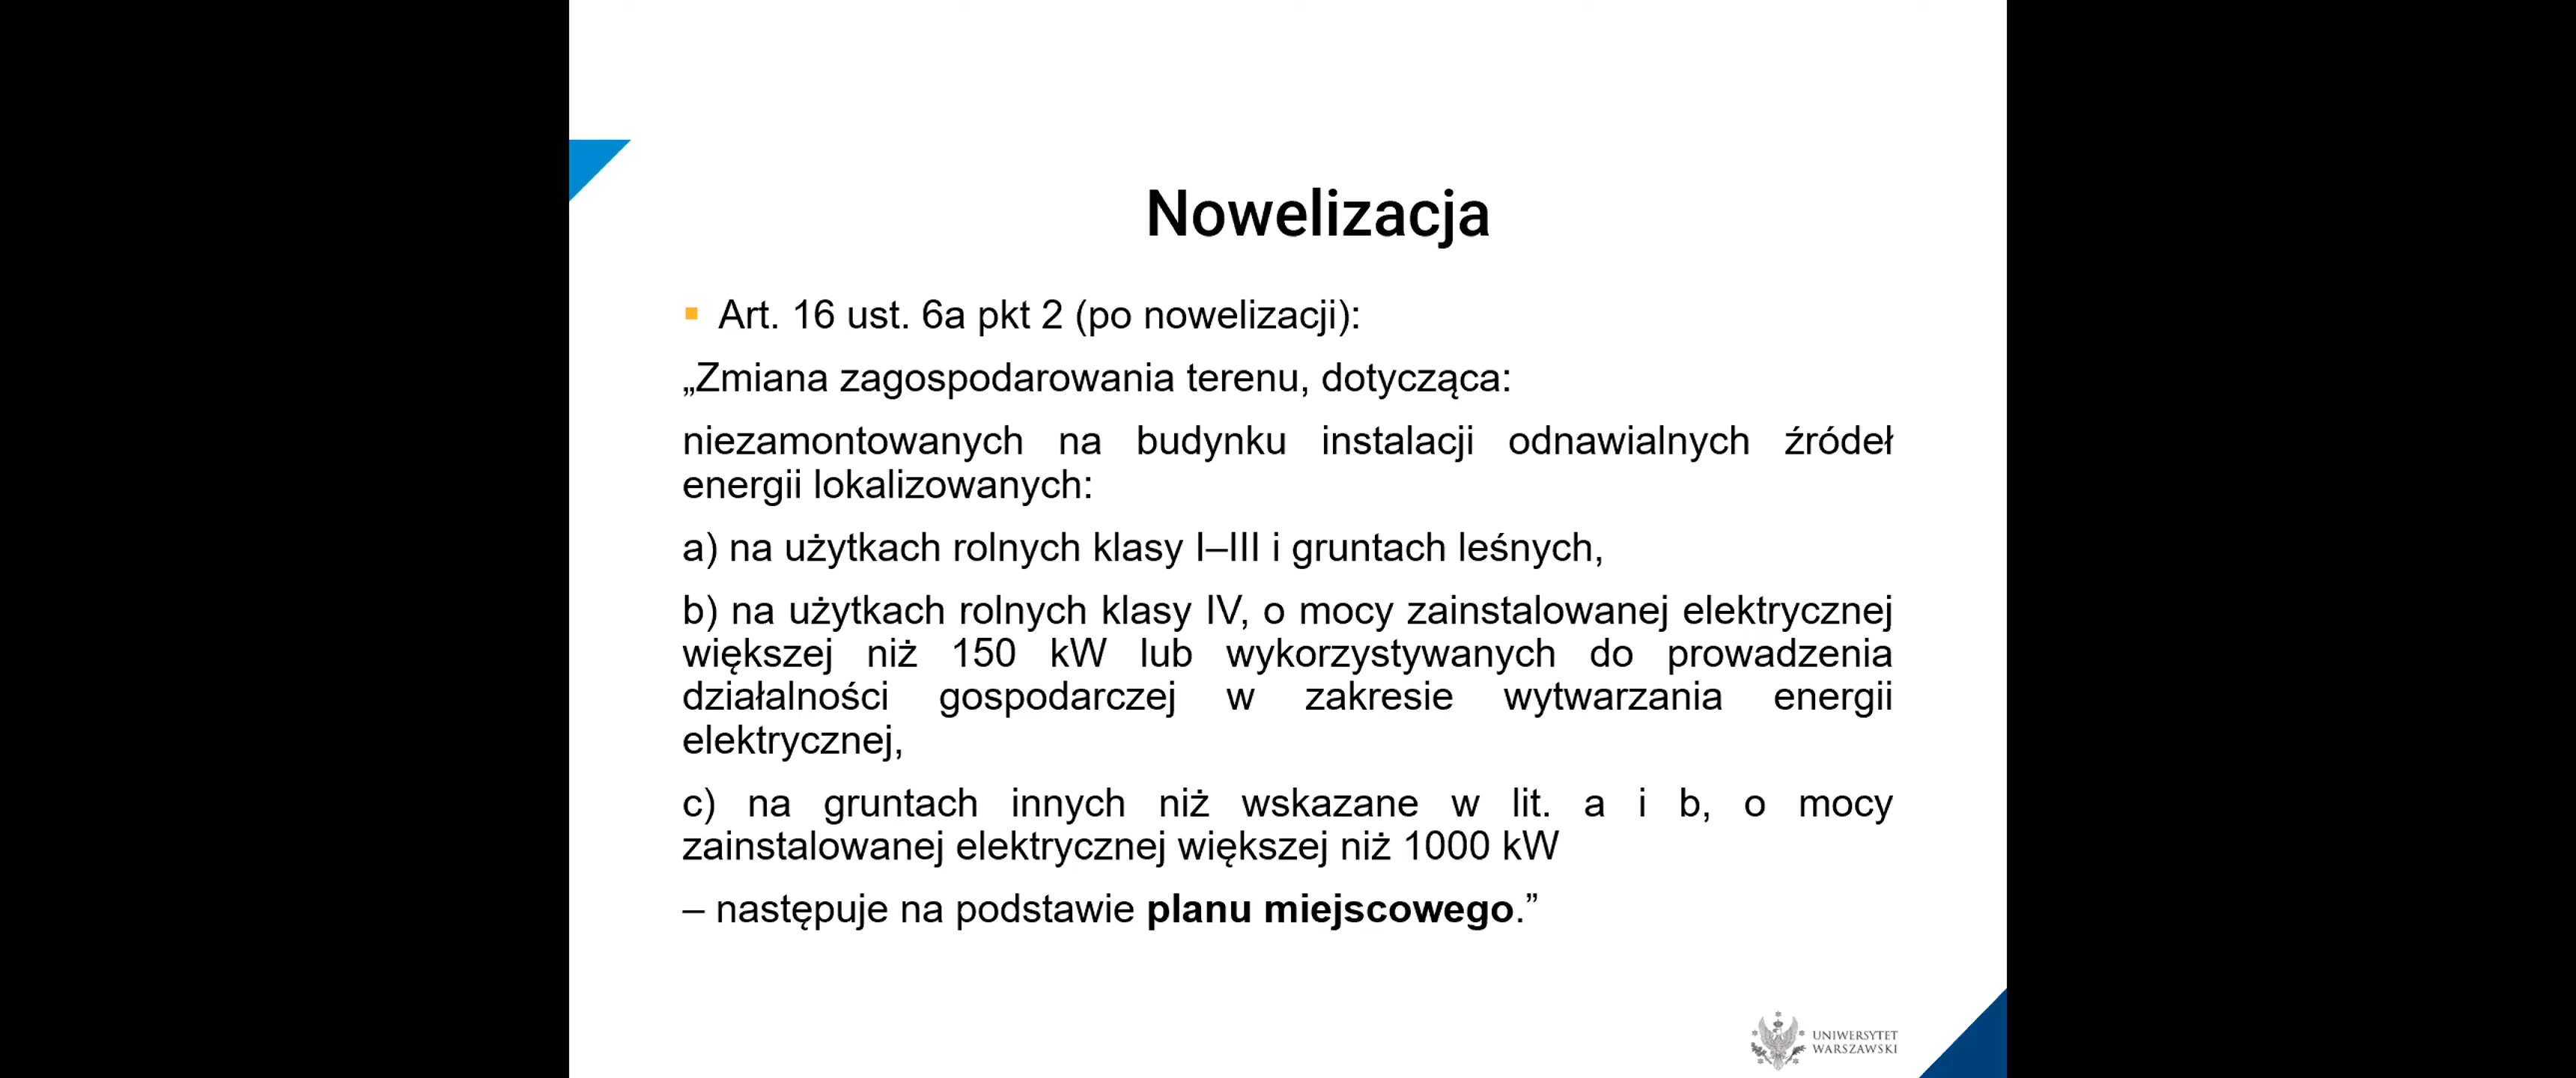 Nowelizacja
Art. 16 ust. 6a pkt 2 (po nowelizacji):
„Zmiana zagospodarowania terenu, dotycząca:
niezamontowanych na budynku instalacji odnawialnych źródeł
energii lokalizowanych:
a) na użytkach rolnych klasy I–III i gruntach leśnych,
b) na użytkach rolnych klasy IV, o mocy zainstalowanej elektrycznej
większej niż 150 kW lub wykorzystywanych do prowadzenia
działalności gospodarczej w zakresie wytwarzania energii
elektrycznej,
c) na gruntach innych niż wskazane w lit. a i b, o mocy
zainstalowanej elektrycznej większej niż 1000 kW
– następuje na podstawie planu miejscowego.”
UNIWERSYTET
WARSZAWSKI